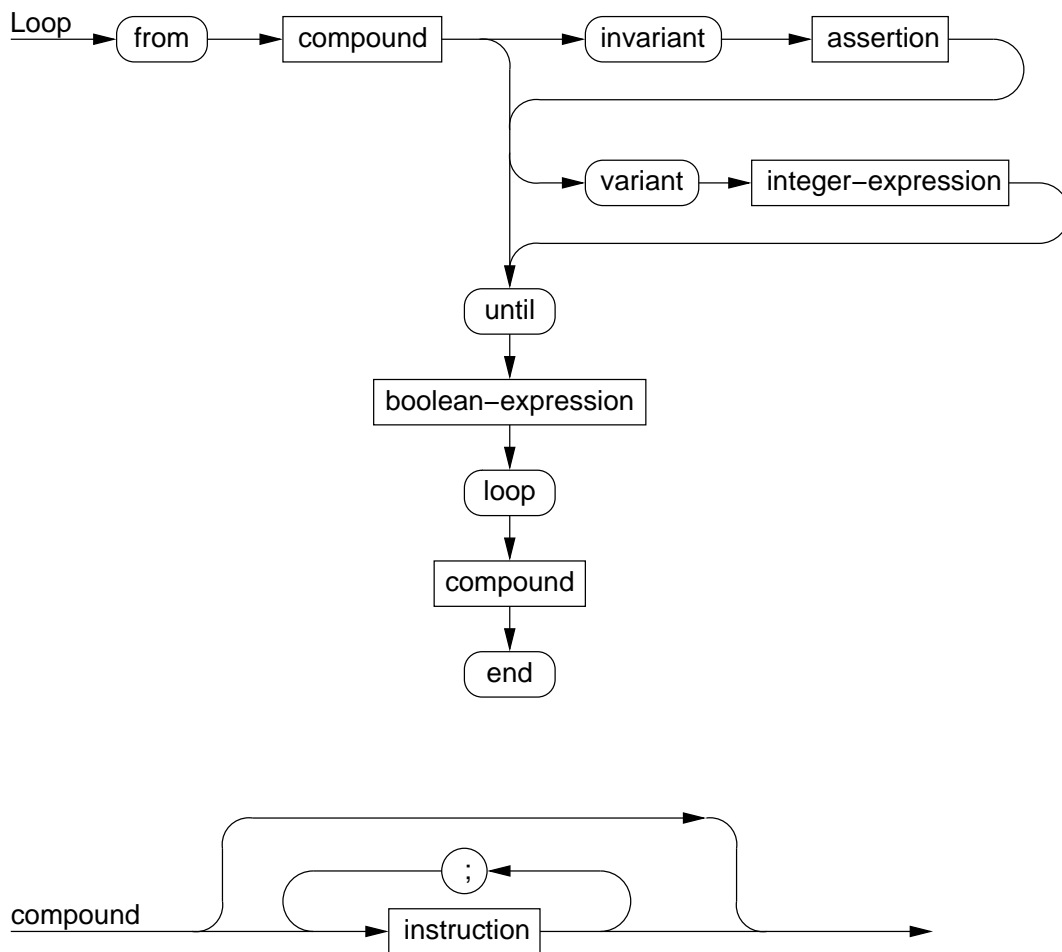 Loop from compound invariant assertion
variant integer−expression
until
boolean−expression
loop
compound
end
;
compound instruction